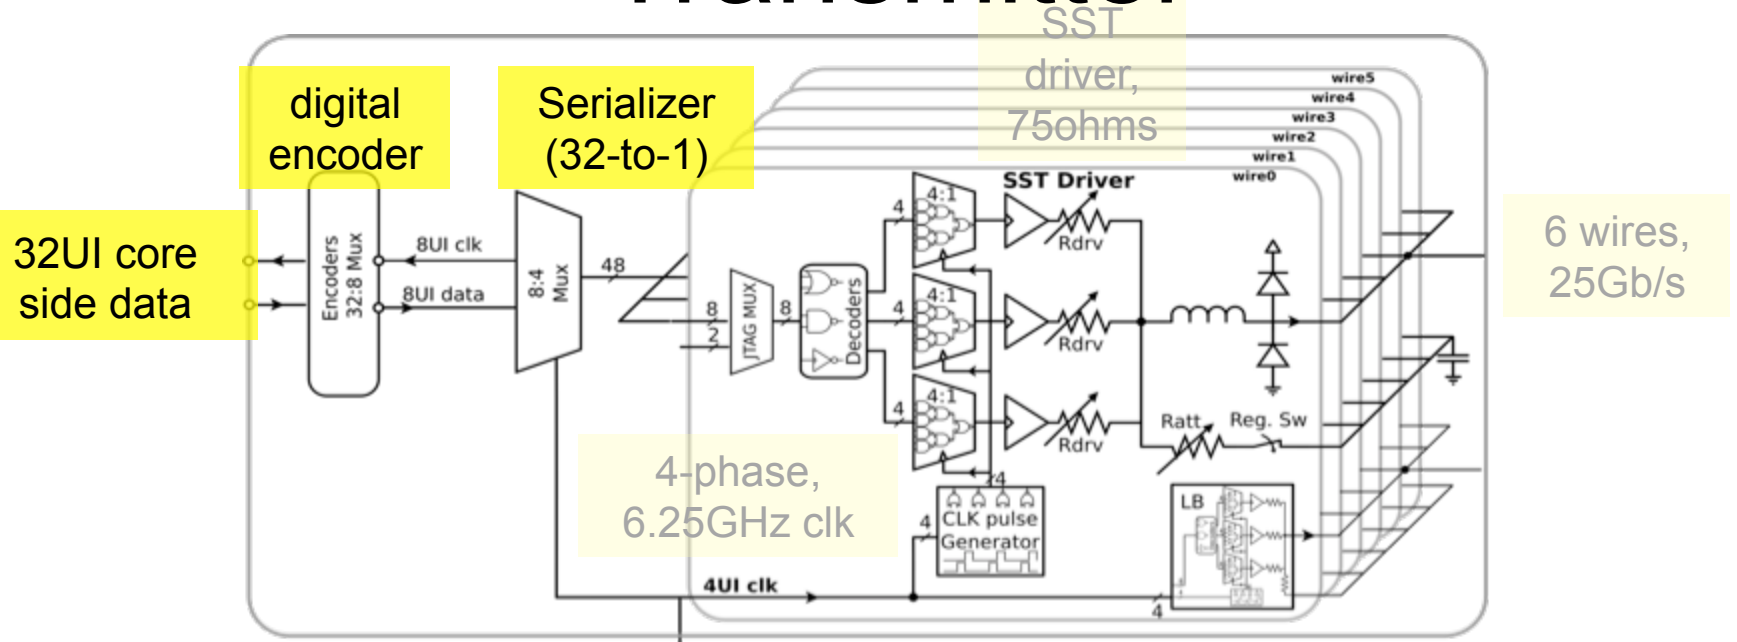 Transmitter
SST
driver,
75ohms
digital
encoder
Serializer
(32-to-1)
wire5
wire4
wire3
wire2
wire1
wire0
32UI core
side data
Encoders
32:8 Mux
8UI clk
8UI data
8:4
Mux
48
8
2
JTAG MUX
8
Decoders
4
4:1
4
4:1
4
4:1
SST Driver
Rdrv
Rdrv
Rdrv
Ratt
Reg. Sw
6 wires,
25Gb/s
4-phase,
6.25GHz clk
4
4
CLK pulse
Generator
LB
4UI clk
4